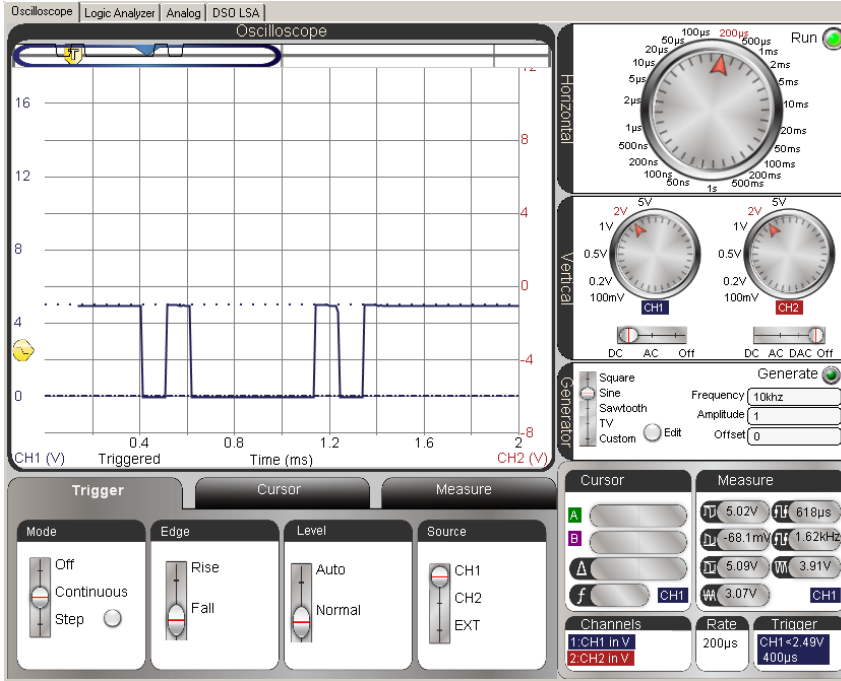 Oscilloscope Logic Analyzer Analog DSO LSA
Oscilloscope
T
16
12
8
4
0
12
8
4
0
-4
-8
0.4 0.8 1.2 1.6 2
CH1 (V) Triggered Time (ms) CH2 (V)
Horizontal
Run
1µs
2µs
5µs
10µs
20µs
50µs
100µs
200µs
500µs
1ms
2ms
5ms
10ms
20ms
50ms
100ms
200ms
500ms
1s
50ns
100ns
200ns
500ns
Vertical
5V
2V
1V
0.5V
0.2V
100mV
CH1
DC AC Off
5V
2V
1V
0.5V
0.2V
100mV
CH2
DC AC DAC Off
Generator
Square
Sine
Sawtooth
TV
Custom
Edit
Generate
Frequency 10khz
Amplitude 1
Offset 0
Trigger Cursor Measure
Mode
Off
Continuous
Step
Edge
Rise
Fall
Level
Auto
Normal
Source
CH1
CH2
EXT
Cursor
A
B
Δ
f
CH1
Measure
5.02V 618µs
-68.1mV 1.62kHz
5.09V 3.91V
3.07V CH1
Channels
1:CH1 in V
2:CH2 in V
Rate
200µs
Trigger
CH1<2.49V
400µs